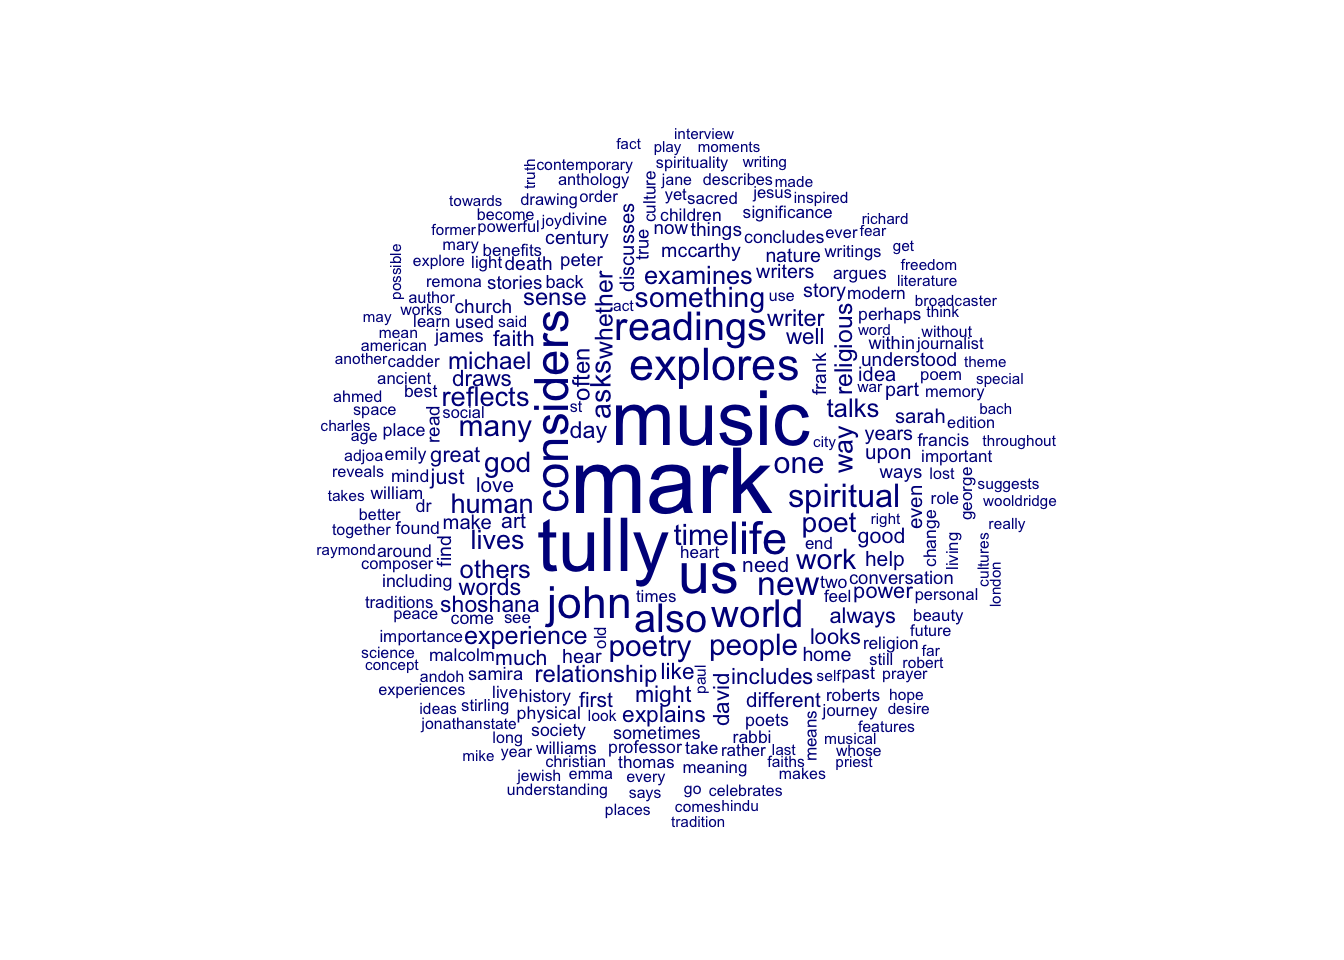 interview
fact play moments
truth contemporary spirituality writing
anthology jane describes made
towards drawing order culture yet sacred jesus inspired
become joy divine children significance
former powerful discusses true now things richard
mary benefits century mccarthy concludes ever fear
possible explore light death peter nature writings get
remona stories back examines writers argues freedom
author sense whether something use story modern literature
works church act broadcaster
may learn used said readings writer religious perhaps think
mean james faith often well word without
american considers asks within journalist
another cadder michael explores frank understood theme
ancient draws idea poem special
ahmed best reflects st war part memory
space social music talks sarah bach
charles read many day edition
age place city way years francis throughout
adjoa emily great god one upon important
reveals mind just love mark ways lost suggests
takes william human spiritual even role george wooldridge
better dr
together found make art poet right change really
raymond around find lives tully time life end good living cultures
composer heart
including others us need work help
words new two conversation london
traditions shoshana john times feel power personal
peace come see also world always beauty
importance experience old looks future
science malcolm much hear poetry people home religion far
concept still robert
andoh samira relationship like paul includes self past prayer
experiences live history first might david different roberts hope
ideas stirling journey desire
jonathan state physical look explains poets features
long society sometimes means musical
mike year williams professor take rather rabbi last whose
christian thomas meaning faiths priest
jewish emma every makes
understanding says go celebrates
places comes hindu
tradition